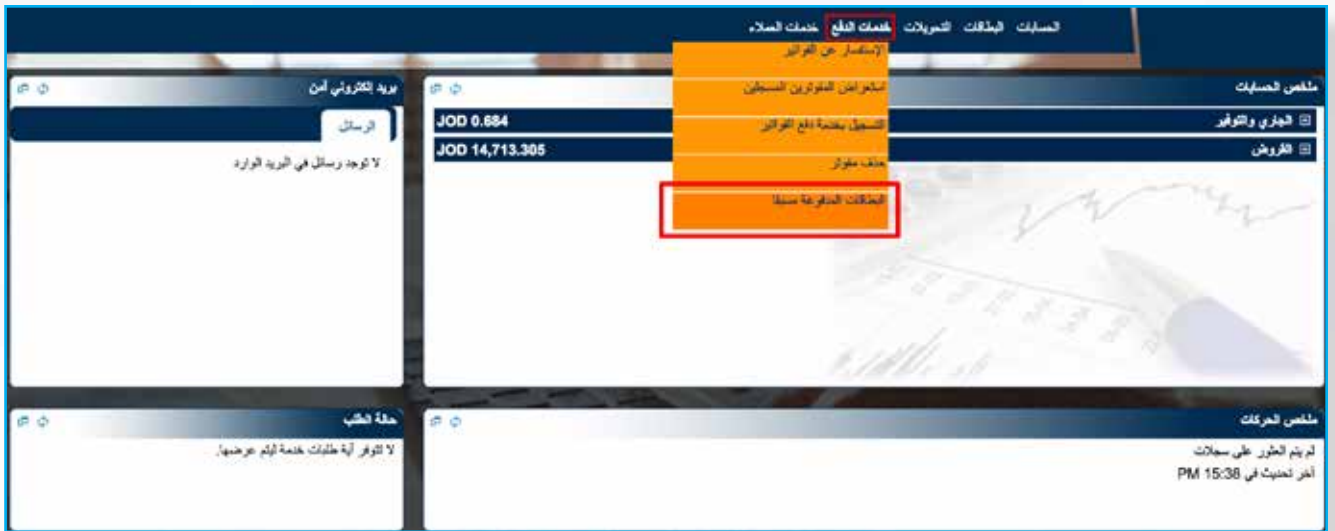 الحسابات البطاقات التحويلات خدمات الدفع خدمات العملاء
الإستفسار عن الفواتير
استعراض المفوترين المسجلين
التسجيل بخدمة دفع الفواتير
حذف مفوتر
البطاقات المدفوعة مسبقا
ملخص الحسابات
الجاري والتوفير JOD 0.684
القروض JOD 14,713.305
بريد إلكتروني آمن
الرسائل
لا توجد رسائل في البريد الوارد
ملخص الحركات
لم يتم العثور على سجلات
أخر تحديث في 15:38 PM
حالة الطلب
لا تتوفر أية طلبات خدمة ليتم عرضها.